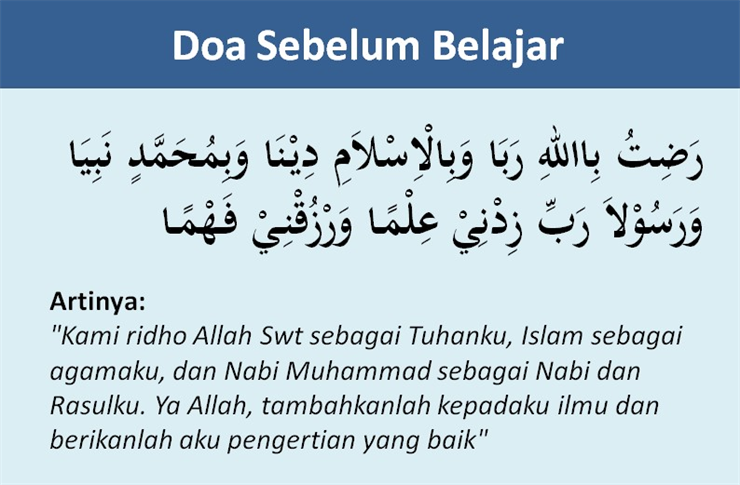 Doa Sebelum Belajar
رَضِتُ بِاللهِ رَبَا وَبِالْاِسْلاَمِ دِيْنَا وَبِمُحَمَّدٍ نَبِيَا
وَرَسُوْلاَ رَبِّ زِدْنِيْ عِلْمًا وَرْزُقْنِيْ فَهْمًا
Artinya:
"Kami ridho Allah Swt sebagai Tuhanku, Islam sebagai
agamaku, dan Nabi Muhammad sebagai Nabi dan
Rasulku. Ya Allah, tambahkanlah kepadaku ilmu dan
berikanlah aku pengertian yang baik"